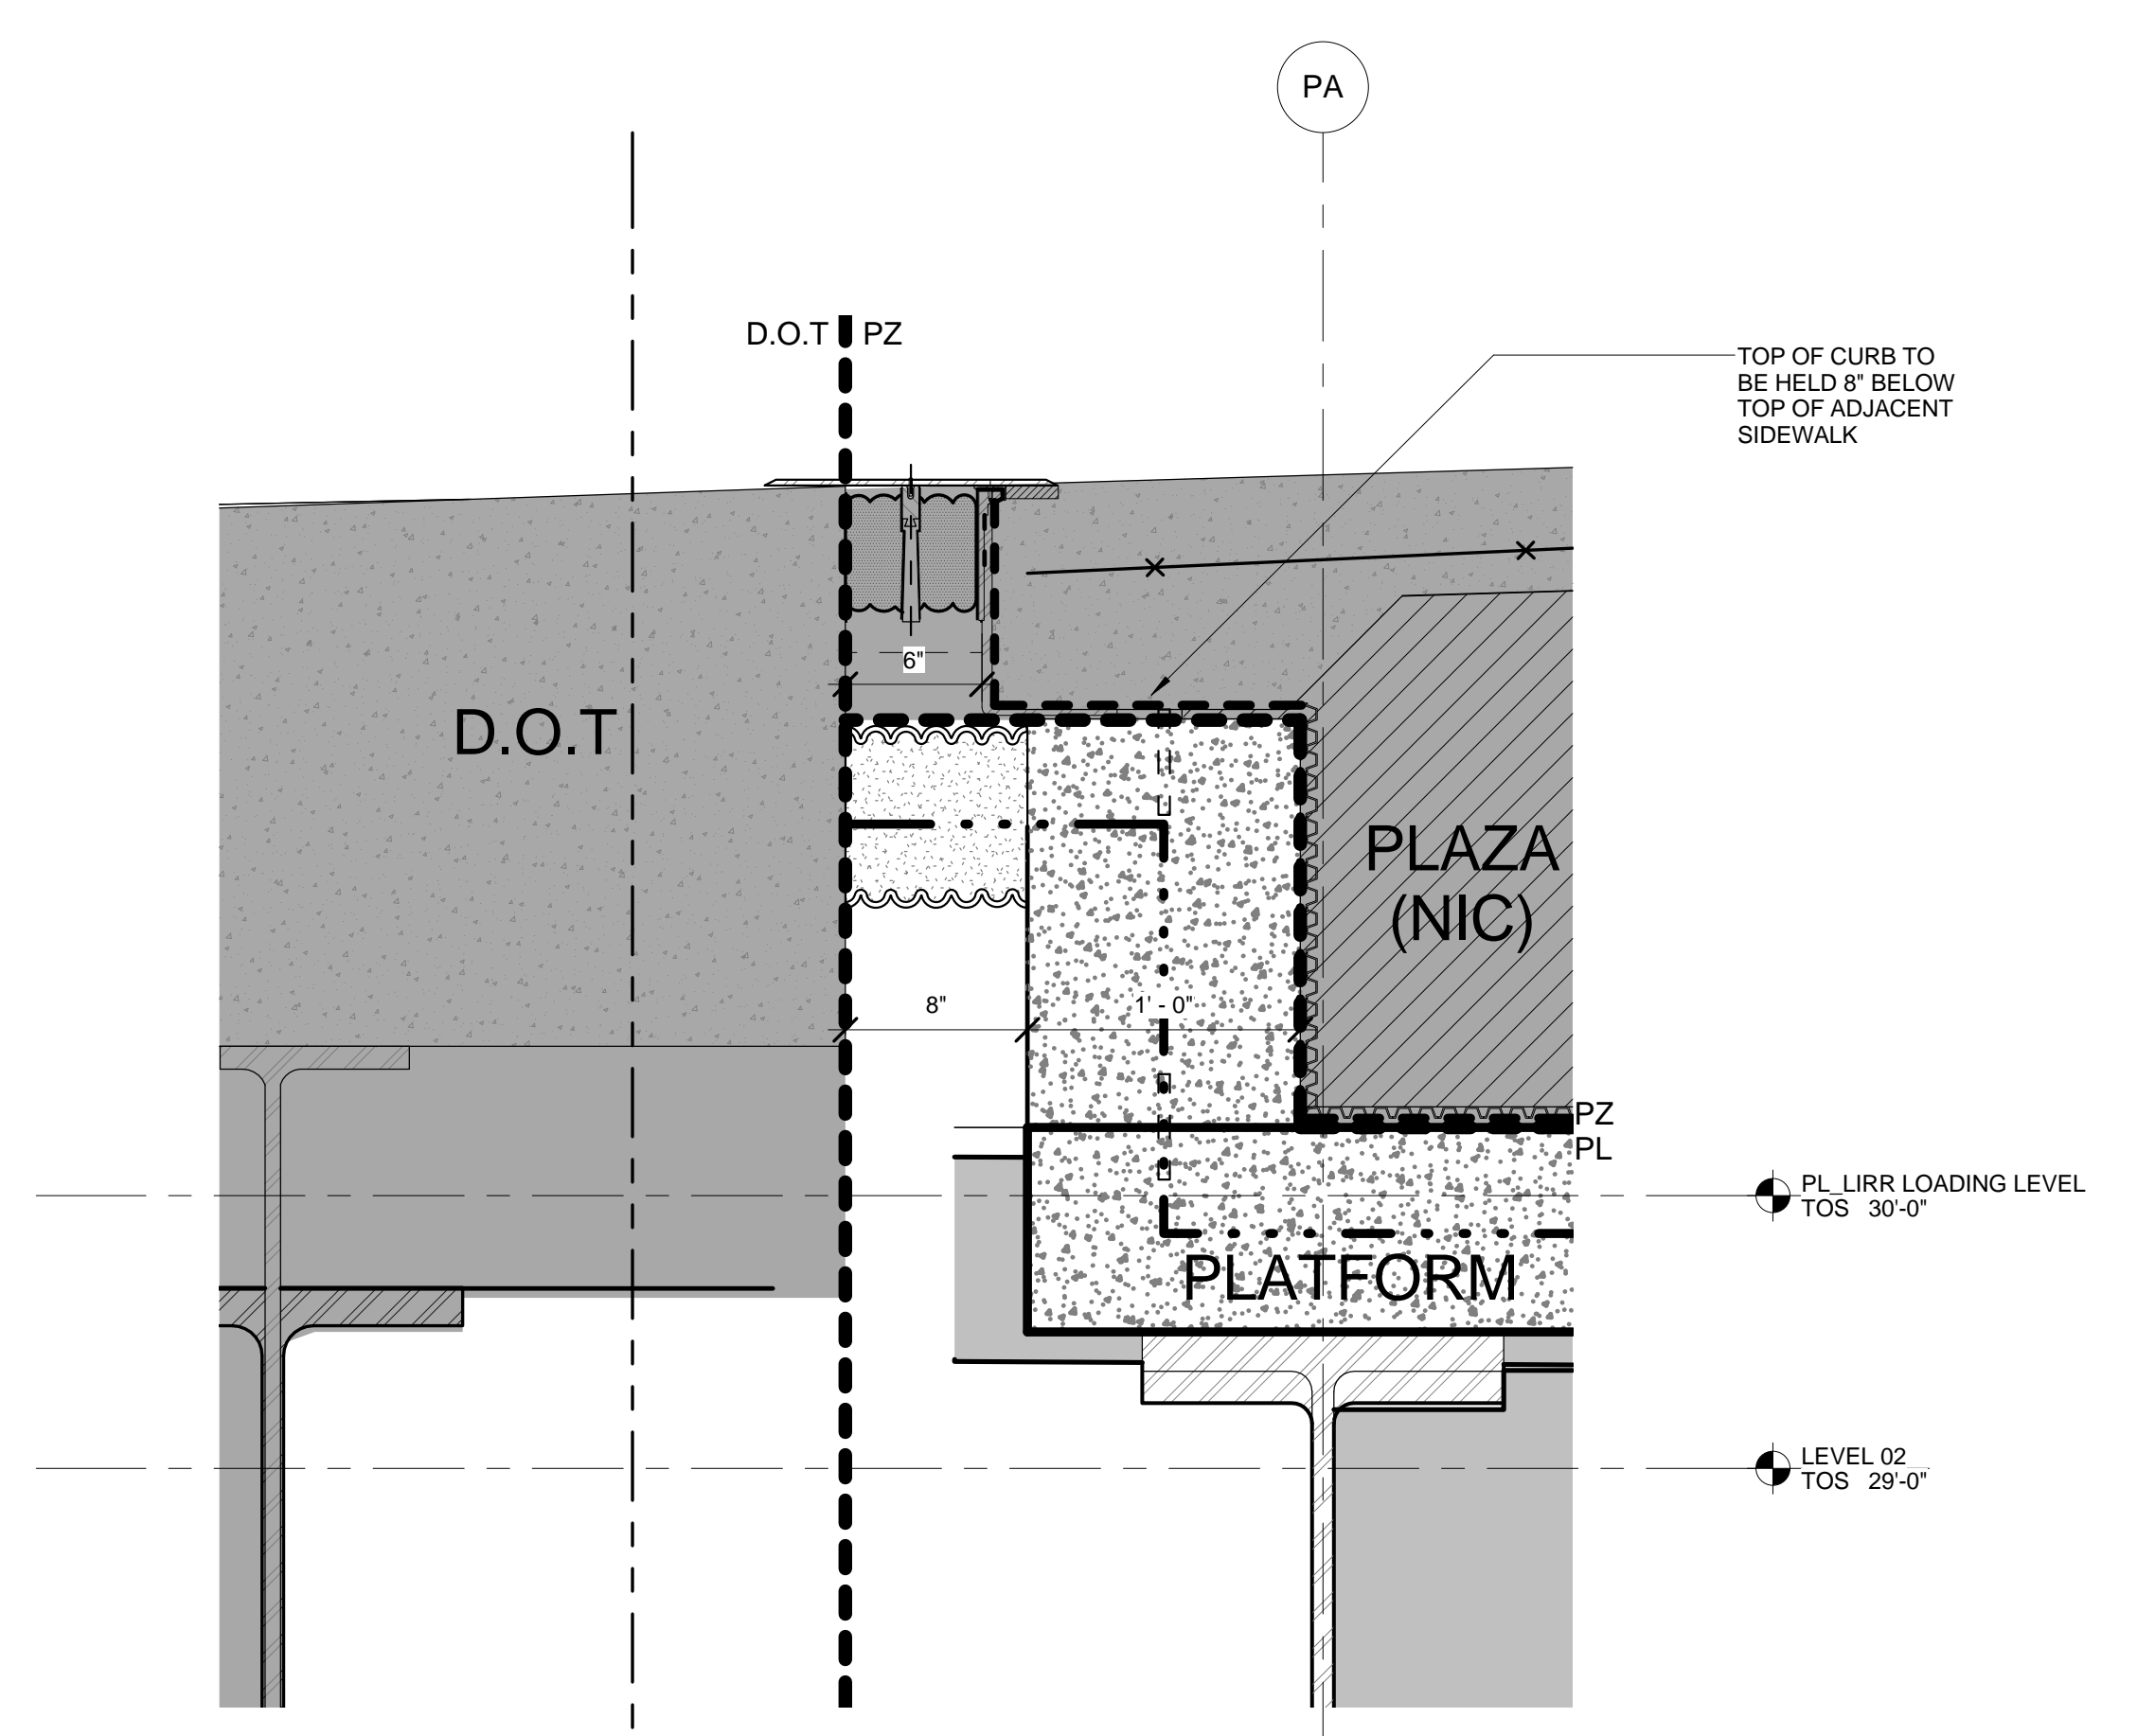 PA
D.O.T
PZ
TOP OF CURB TO
BE HELD 8" BELOW
TOP OF ADJACENT
SIDEWALK
6"
D.O.T
PLAZA
(NIC)
8"
1' - 0"
PZ
PL
PL_LIRR LOADING LEVEL
TOS 30'-0"
PLATFORM
LEVEL 02
TOS 29'-0"